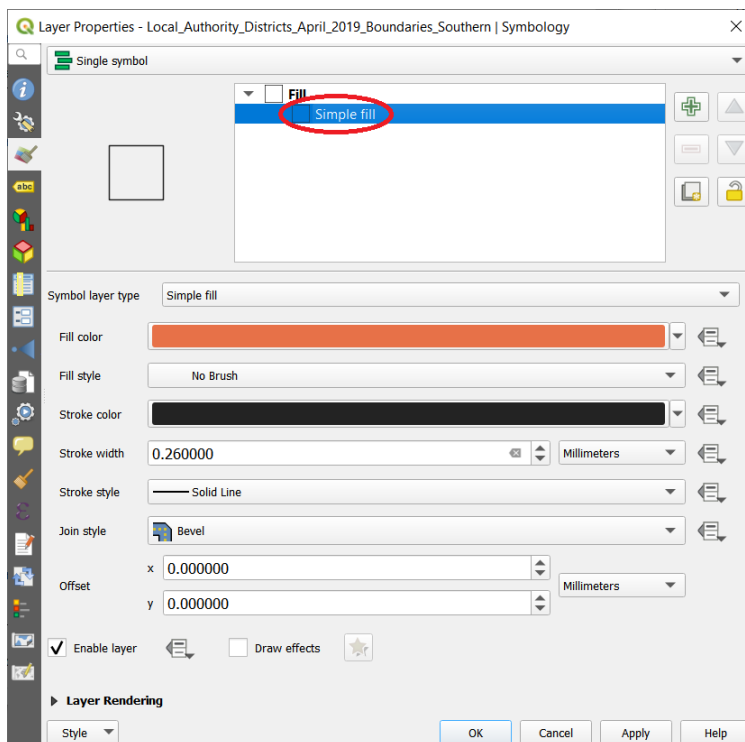 Layer Properties - Local_Authority_Districts_April_2019_Boundaries_Southern | Symbology
Single symbol
Fill
Simple fill
abc
Symbol layer type Simple fill
Fill color
Fill style No Brush
Stroke color
Stroke width 0.260000 Millimeters
Stroke style Solid Line
Join style Bevel
x 0.000000
Offset Millimeters
y 0.000000
Enable layer Draw effects
Layer Rendering
Style OK Cancel Apply Help